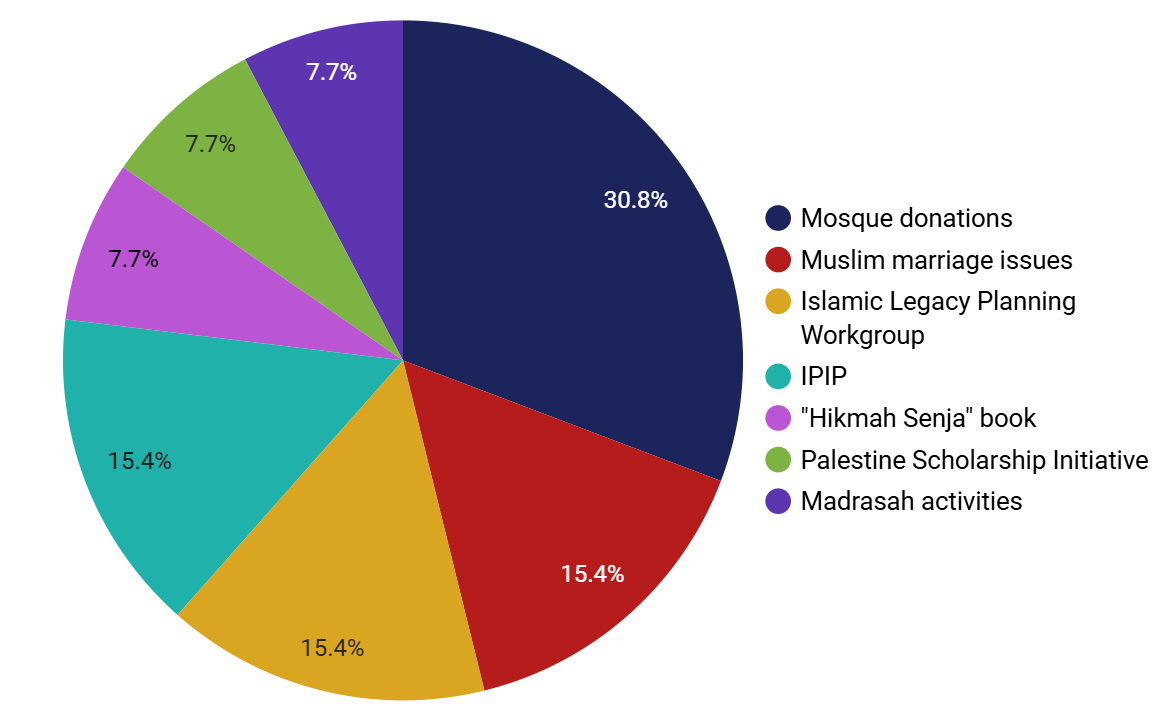 7.7%
30.8%
7.7%
7.7%
15.4%
15.4%
15.4%
Mosque donations
Muslim marriage issues
Islamic Legacy Planning
Workgroup
IPIP
"Hikmah Senja" book
Palestine Scholarship Initiative
Madrasah activities